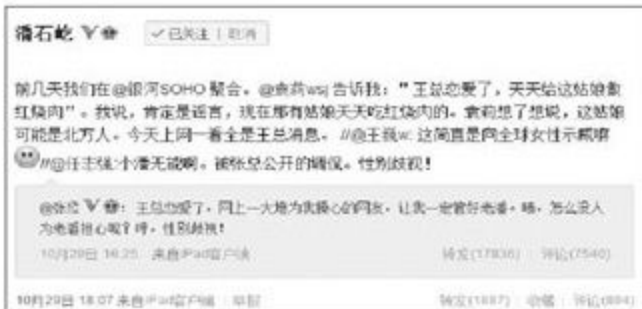 潘石屹
已关注 | 取消
前几天我们在@银河SOHO 聚会。@袁莉wsj 告诉我："王总恋爱了，天天给这姑娘做
红烧肉"。我说，肯定是谣言，现在那有姑娘天天吃红烧肉的。袁莉想了想说，这姑娘
可能是北方人。今天上网一看全是王总消息。 //@王巍w: 这简直是向全球女性示威嘛
//@任志强:小潘无能啊。被张总公开的嘲讽。性别歧视！
@张欣 : 王总恋爱了，网上一大堆为我操心的网友，让我一定管好老潘。嘿，怎么没人
为老潘担心呢？哼，性别歧视！
10月29日 16:25 来自iPad客户端 转发(17836) | 评论(7540)
10月29日 18:07 来自iPad客户端 | 举报 转发(1887) | 收藏 | 评论(884)